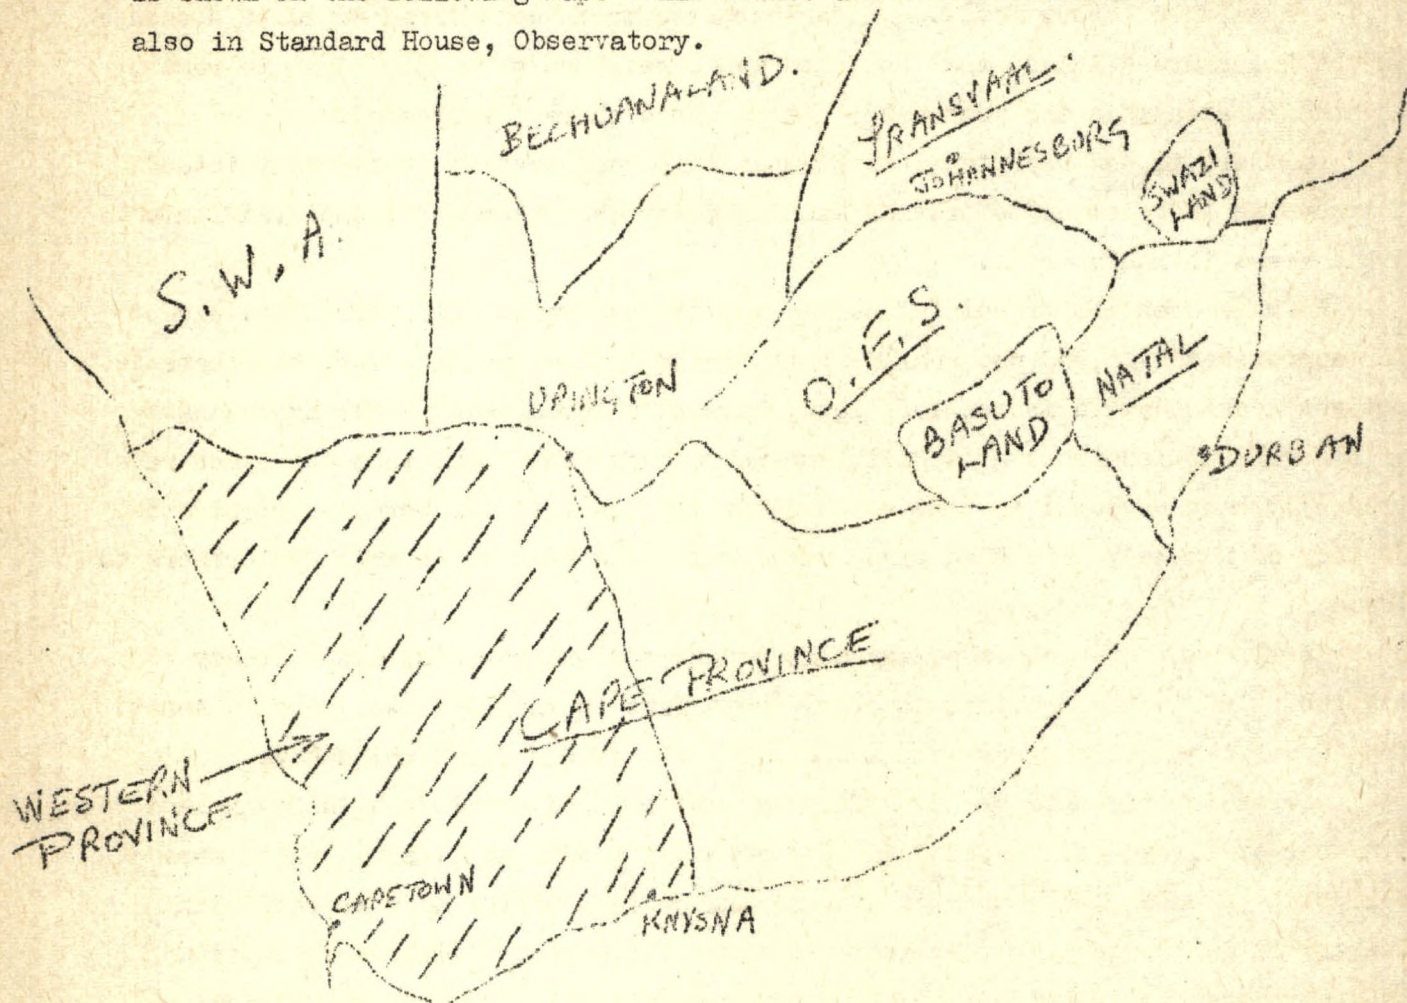 also in Standard House, Observatory.
BECHUANALAND.
TRANSVAAL.
JOHANNESBURG
SWAZI
LAND
S.W.A.
O.F.S.
UPINGTON
BASUTO
LAND
NATAL
DURBAN
CAPE PROVINCE
WESTERN
PROVINCE
CAPETOWN
KNYSNA